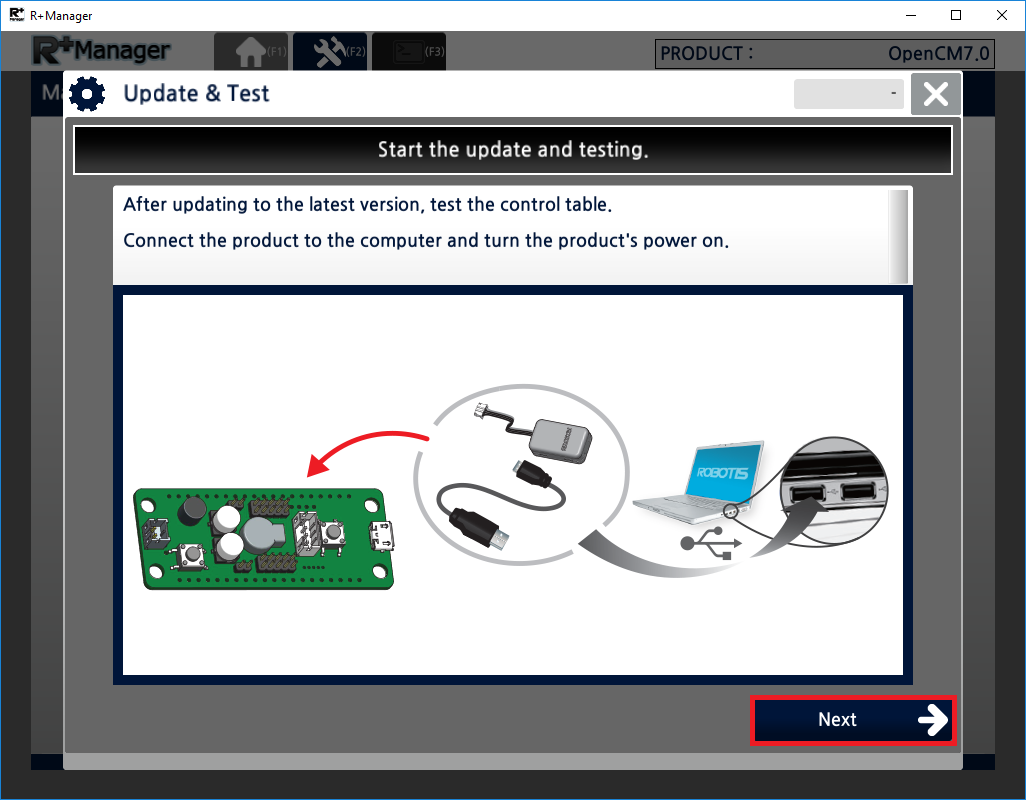 R+Manager
R+Manager
(F1)
(F2)
(F3)
PRODUCT :
OpenCM7.0
Update & Test
-
Start the update and testing.
After updating to the latest version, test the control table.
Connect the product to the computer and turn the product's power on.
ROBOTIS
Next